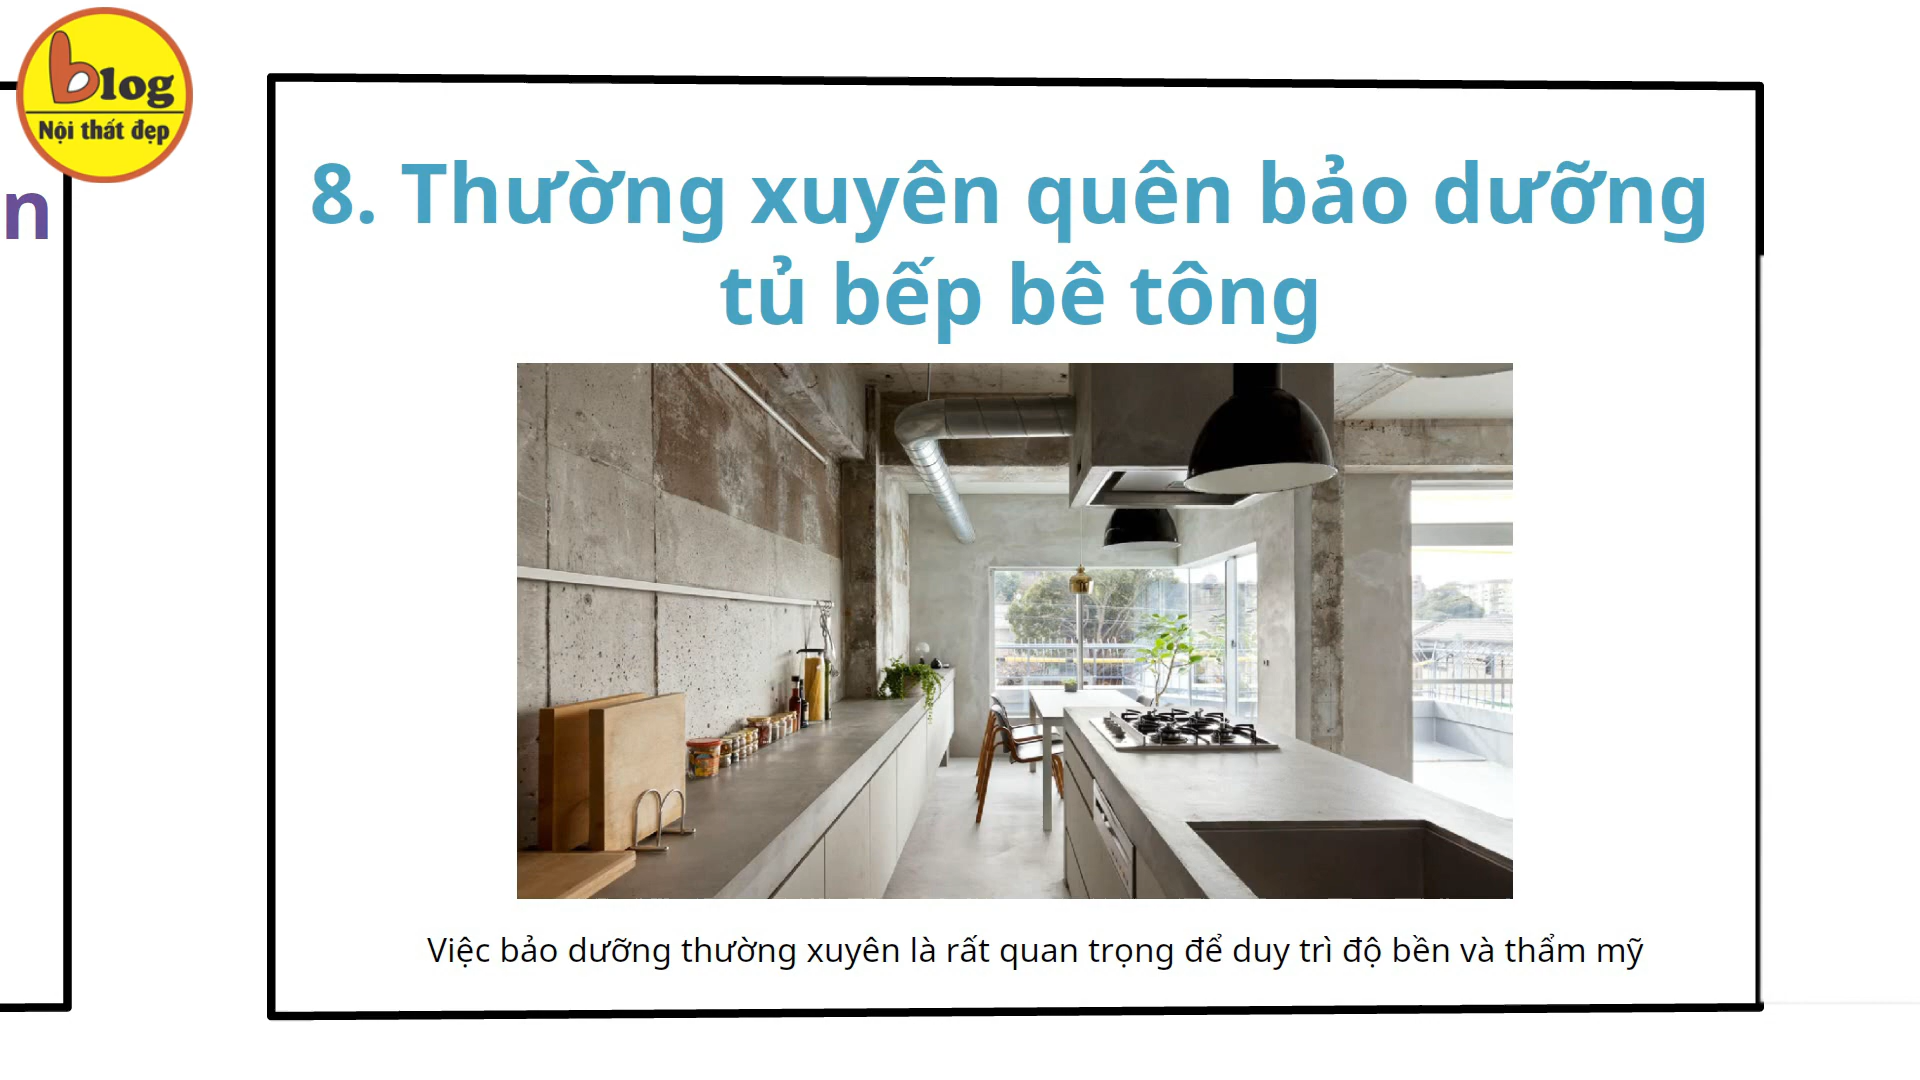 blog
Nội thất đẹp
n
8. Thường xuyên quên bảo dưỡng
tủ bếp bê tông
Việc bảo dưỡng thường xuyên là rất quan trọng để duy trì độ bền và thẩm mỹ